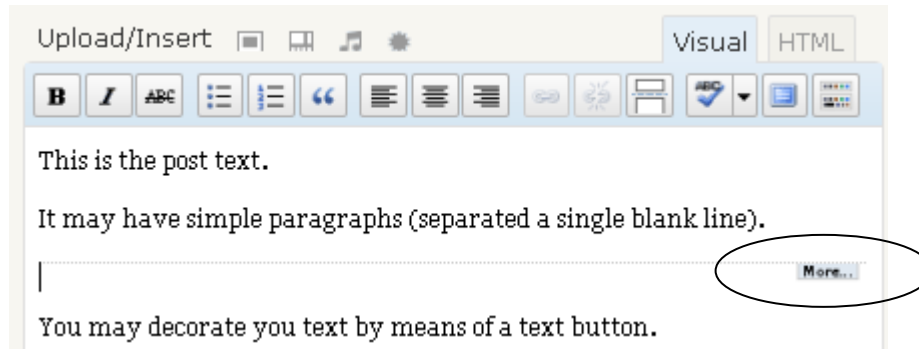 Upload/Insert Visual HTML
B I ABC ABC
This is the post text.
It may have simple paragraphs (separated a single blank line).
More...
You may decorate you text by means of a text button.